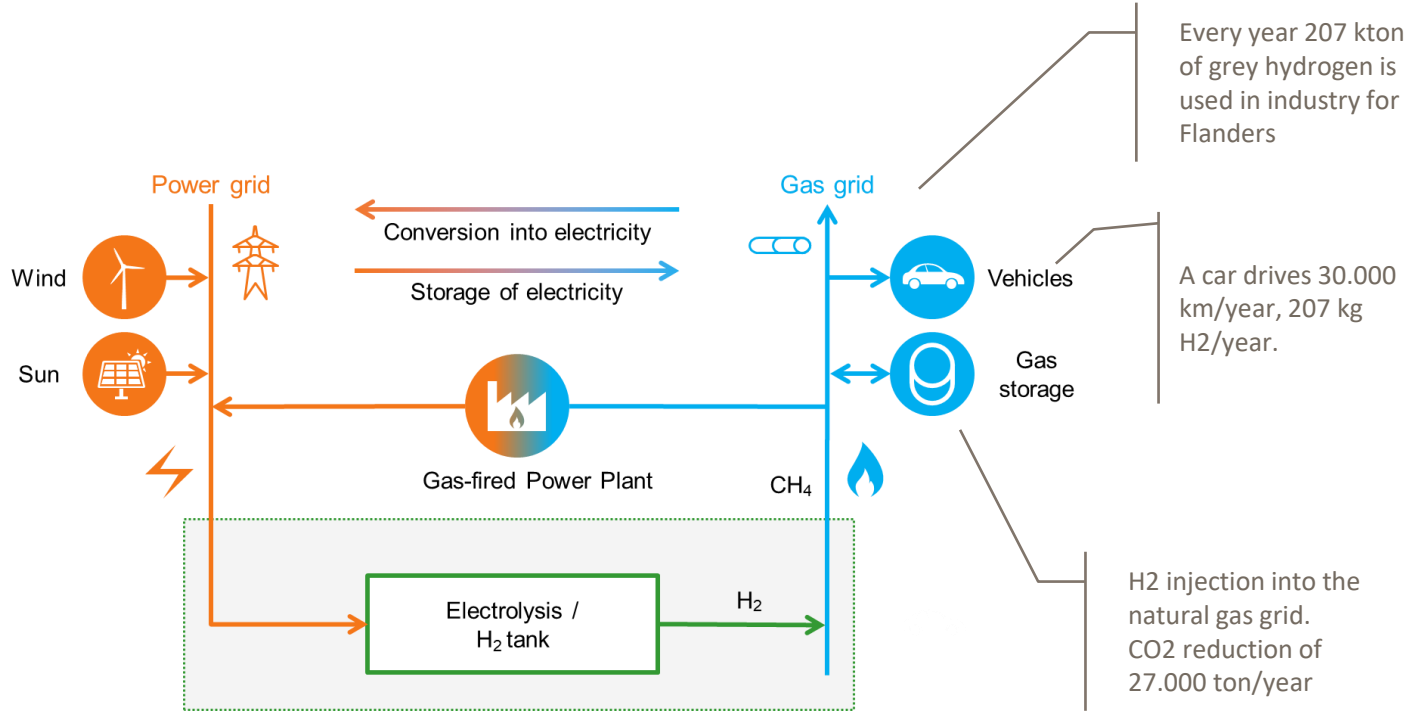 Every year 207 kton
of grey hydrogen is
used in industry for
Flanders
Power grid
Gas grid
Conversion into electricity
Storage of electricity
Wind
Vehicles
A car drives 30.000
km/year, 207 kg
H2/year.
Sun
Gas
storage
Gas-fired Power Plant
CH₄
Electrolysis /
H₂ tank
H₂
H2 injection into the
natural gas grid.
CO2 reduction of
27.000 ton/year